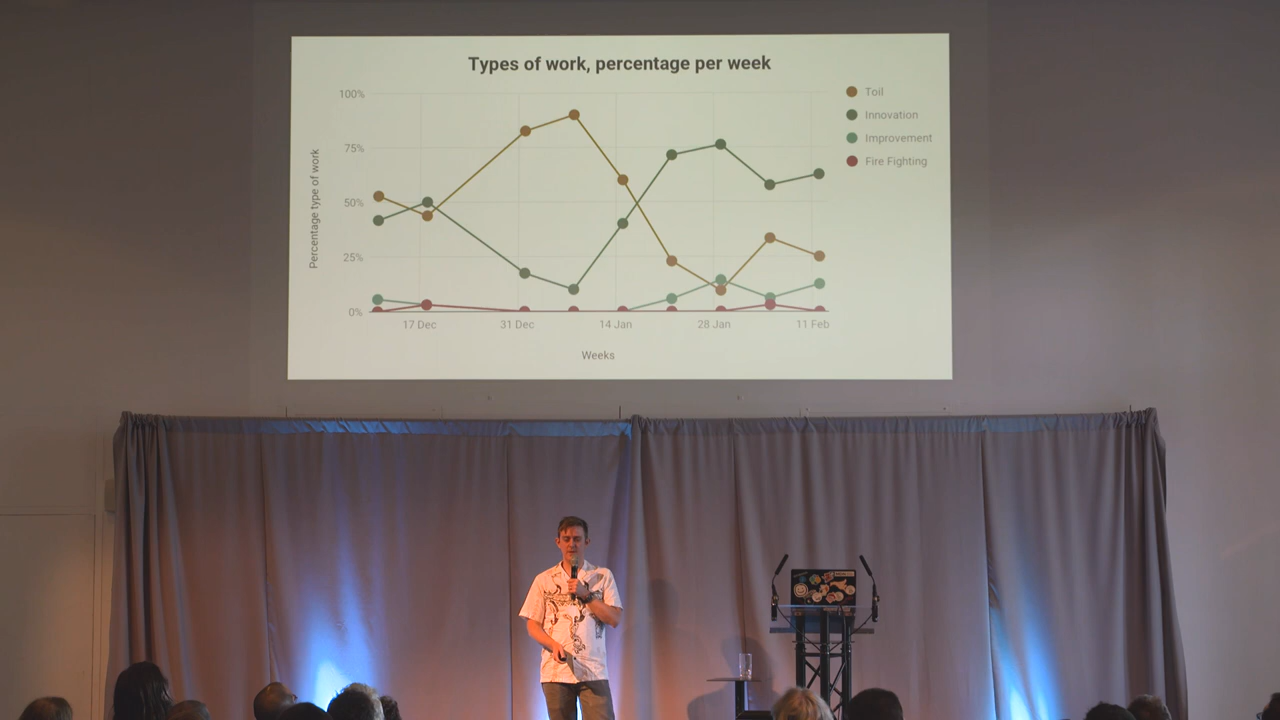 Types of work, percentage per week
100%
75%
50%
25%
0%
Percentage type of work
17 Dec
31 Dec
14 Jan
28 Jan
11 Feb
Weeks
Toil
Innovation
Improvement
Fire Fighting